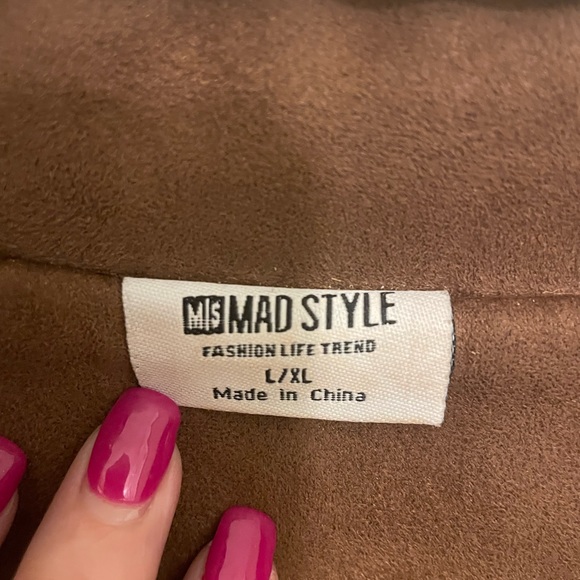 MS MAD STYLE
FASHION LIFE TREND
L/XL
Made in China